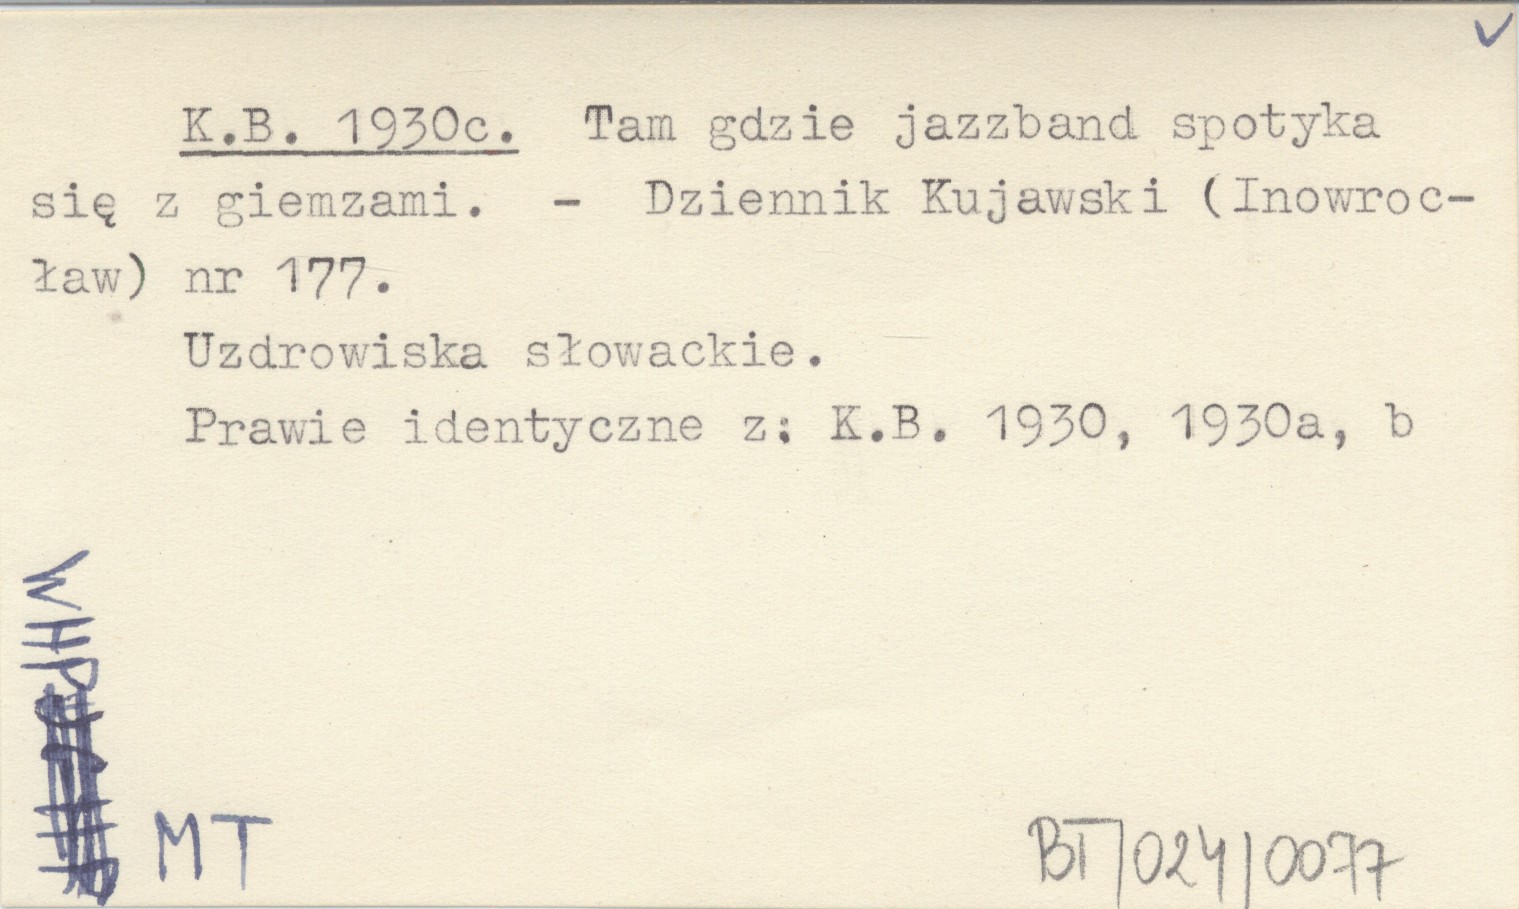 K.B. 1930c. Tam gdzie jazzband spotyka
się z giemzami. - Dziennik Kujawski (Inowroc-
ław) nr 177.
Uzdrowiska słowackie.
Prawie identyczne z: K.B. 1930, 1930a, b
WHP
MT
BT/024/0077